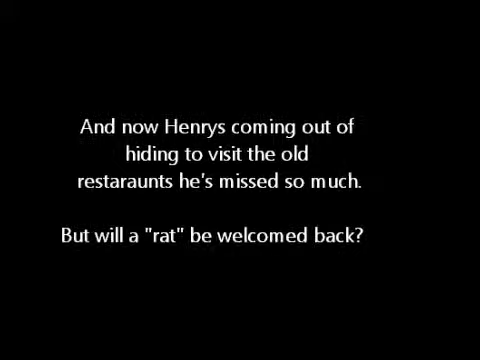 And now Henrys coming out of
hiding to visit the old
restaraunts he's missed so much.
But will a "rat" be welcomed back?